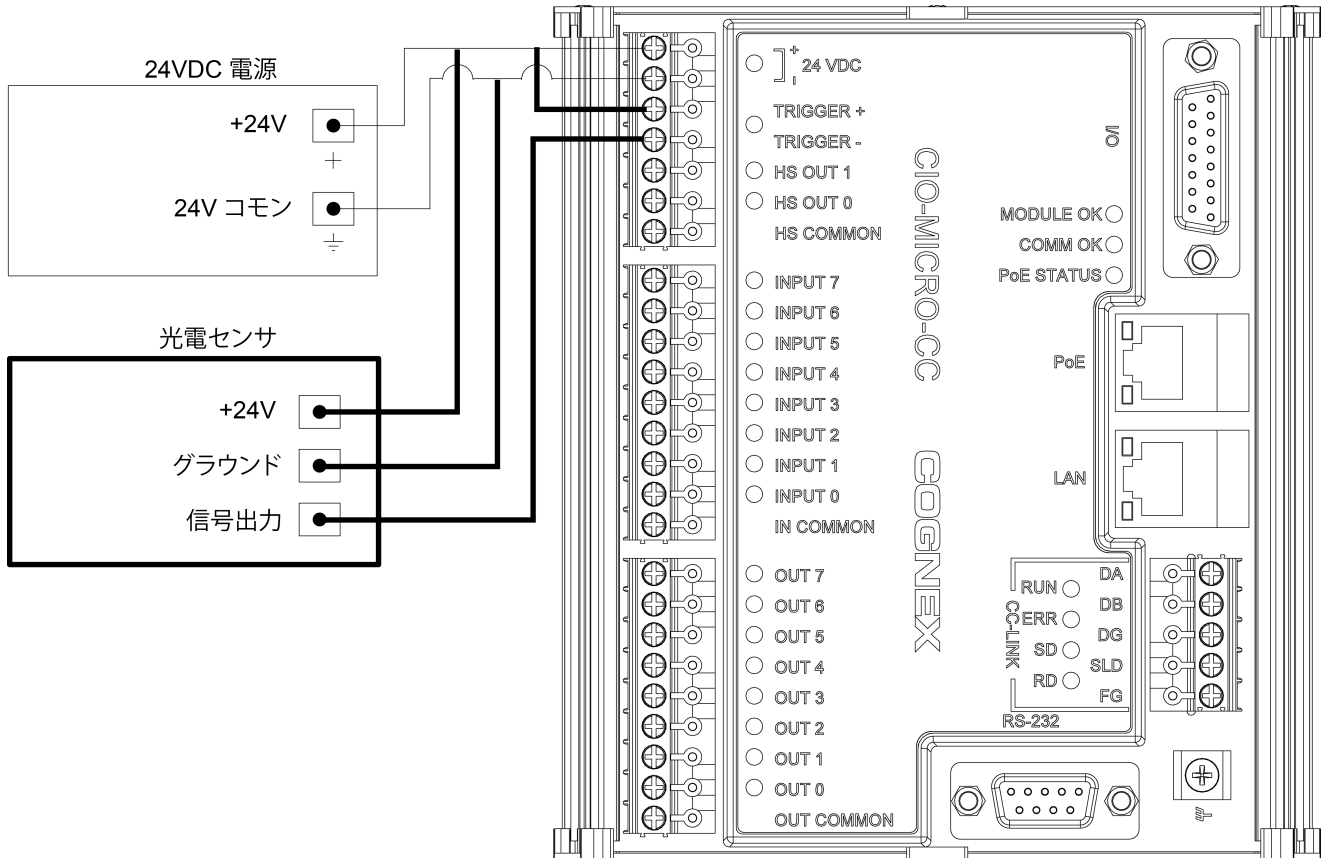 24VDC 電源
+24V
24V コモン
光電センサ
+24V
グラウンド
信号出力
+
-
24 VDC
TRIGGER +
TRIGGER -
HS OUT 1
HS OUT 0
HS COMMON
INPUT 7
INPUT 6
INPUT 5
INPUT 4
INPUT 3
INPUT 2
INPUT 1
INPUT 0
IN COMMON
OUT 7
OUT 6
OUT 5
OUT 4
OUT 3
OUT 2
OUT 1
OUT 0
OUT COMMON
CIO-MICRO-CC
COGNEX
I/O
MODULE OK
COMM OK
PoE STATUS
PoE
LAN
CC-LINK
RUN
ERR
SD
RD
DA
DB
DG
SLD
FG
RS-232